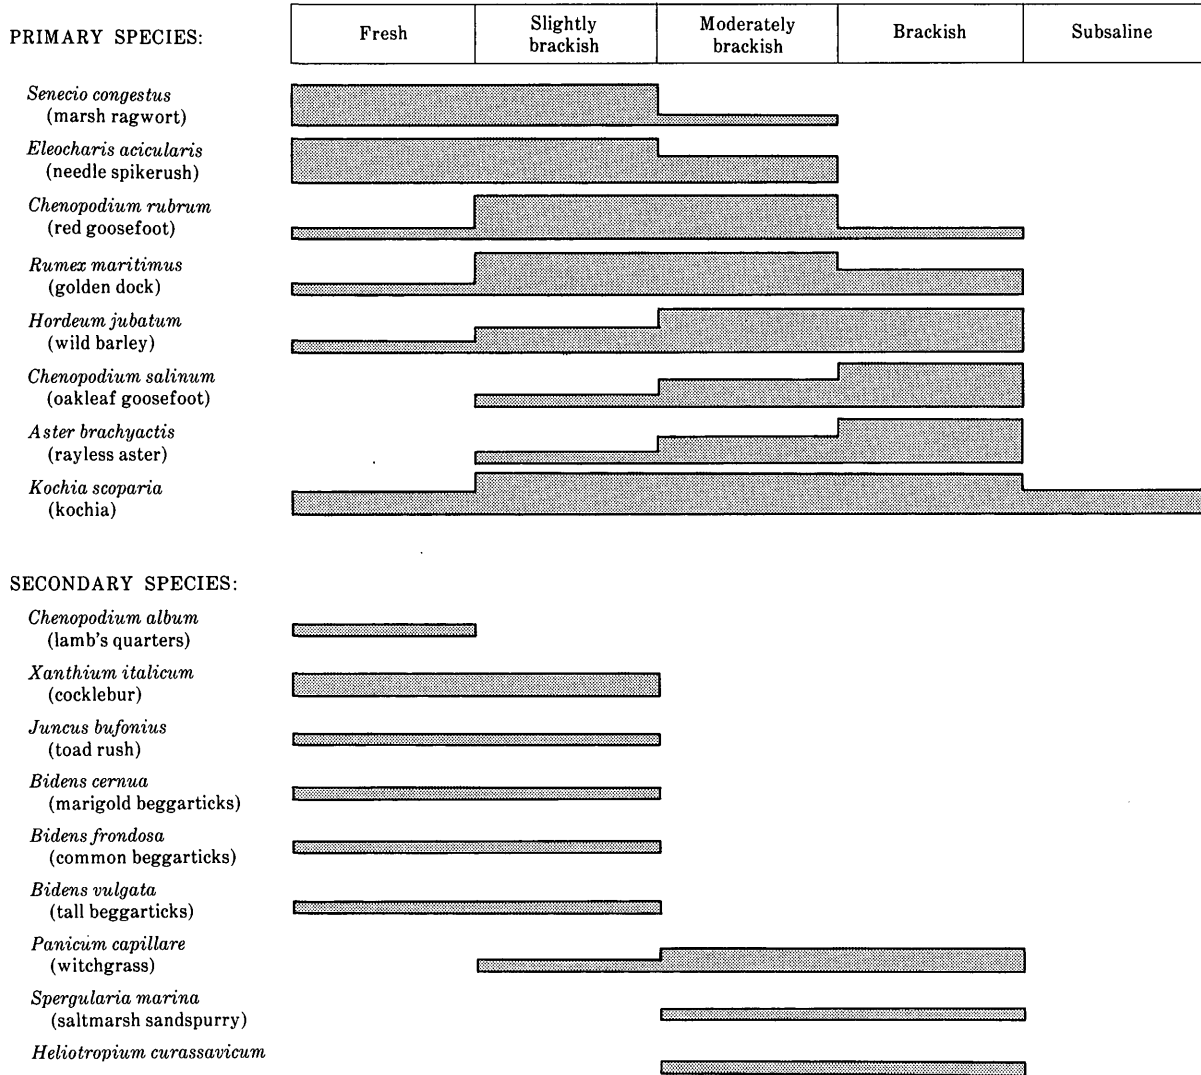 PRIMARY SPECIES:
Fresh
Slightly
brackish
Moderately
brackish
Brackish
Subsaline
Senecio congestus
(marsh ragwort)
Eleocharis acicularis
(needle spikerush)
Chenopodium rubrum
(red goosefoot)
Rumex maritimus
(golden dock)
Hordeum jubatum
(wild barley)
Chenopodium salinum
(oakleaf goosefoot)
Aster brachyactis
(rayless aster)
Kochia scoparia
(kochia)
SECONDARY SPECIES:
Chenopodium album
(lamb's quarters)
Xanthium italicum
(cocklebur)
Juncus bufonius
(toad rush)
Bidens cernua
(marigold beggarticks)
Bidens frondosa
(common beggarticks)
Bidens vulgata
(tall beggarticks)
Panicum capillare
(witchgrass)
Spergularia marina
(saltmarsh sandspurry)
Heliotropium curassavicum